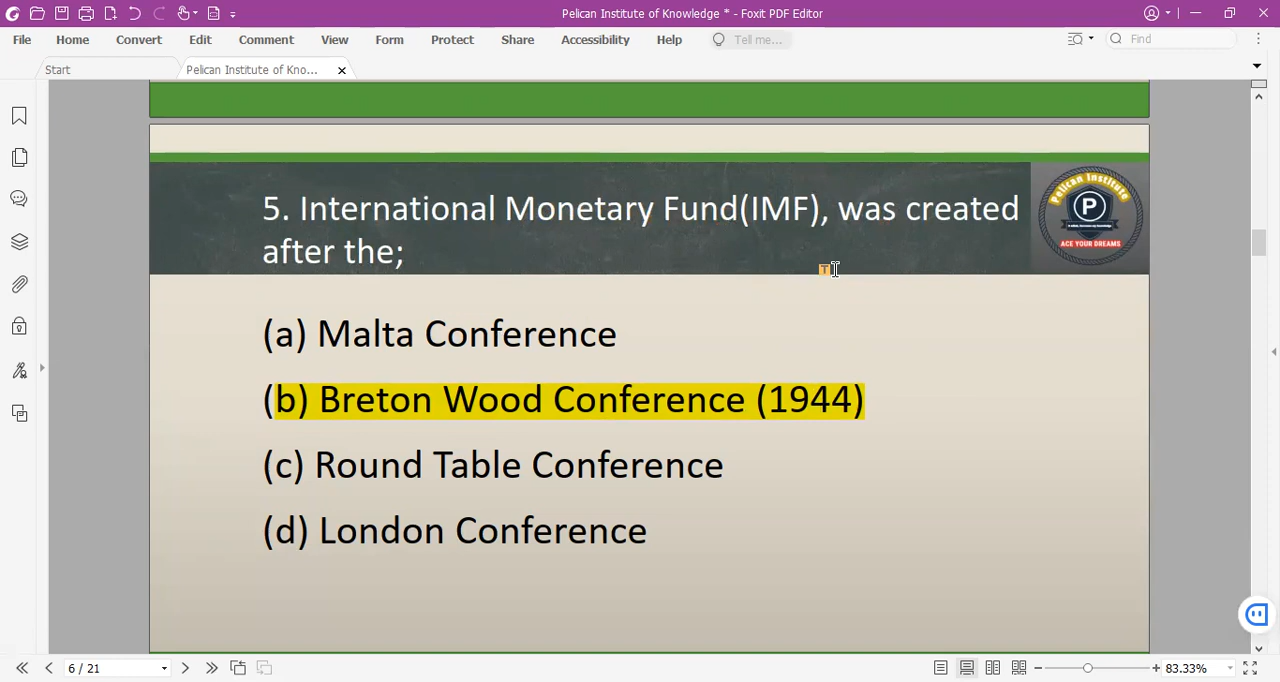 Pelican Institute of Knowledge * - Foxit PDF Editor
File Home Convert Edit Comment View Form Protect Share Accessibility Help Tell me... Find
Start Pelican Institute of Kno...
5. International Monetary Fund(IMF), was created
after the;
Pelican Institute
P
ACE YOUR DREAMS
T
(a) Malta Conference
(b) Breton Wood Conference (1944)
(c) Round Table Conference
(d) London Conference
6 / 21 83.33%